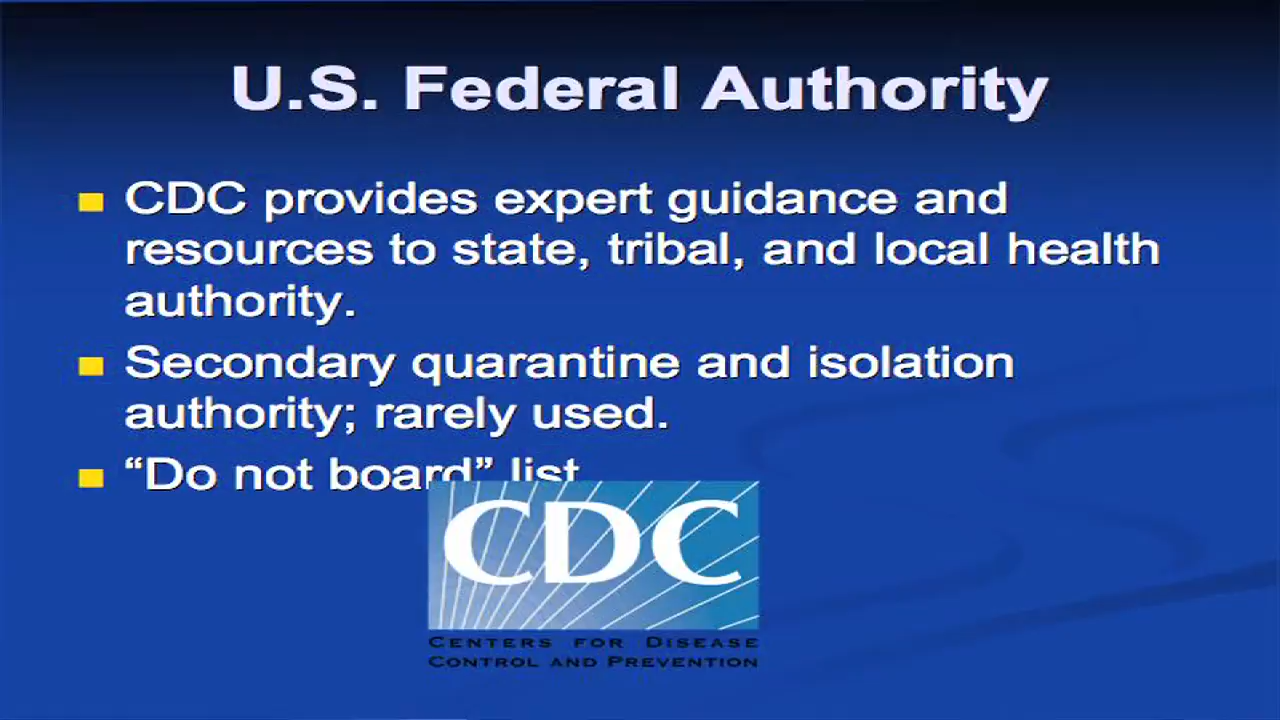 U.S. Federal Authority
CDC provides expert guidance and
resources to state, tribal, and local health
authority.
Secondary quarantine and isolation
authority; rarely used.
“Do not board” list
CDC
CENTERS FOR DISEASE
CONTROL AND PREVENTION